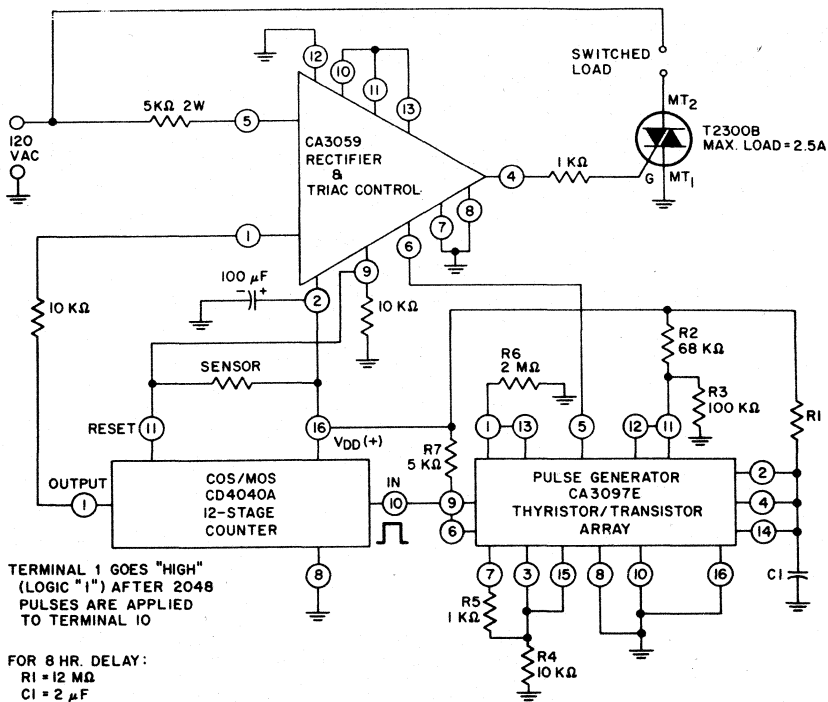 12
10
11
13
SWITCHED
LOAD
MT2
T2300B
MAX. LOAD=2.5A
MT1
G
120
VAC
5KΩ 2W
5
CA3059
RECTIFIER
&
TRIAC CONTROL
4
1 KΩ
1
8
7
6
9
2
100 μF
- +
10 KΩ
10 KΩ
SENSOR
R6
2 MΩ
R2
68 KΩ
R3
100 KΩ
R1
RESET
11
16
VDD(+)
R7
5 KΩ
1
13
5
12
11
OUTPUT
1
COS/MOS
CD4040A
12-STAGE
COUNTER
IN
10
9
6
PULSE GENERATOR
CA3097E
THYRISTOR/TRANSISTOR
ARRAY
2
4
14
8
7
3
15
8
10
16
C1
R5
1 KΩ
R4
10 KΩ
TERMINAL 1 GOES "HIGH"
(LOGIC "1") AFTER 2048
PULSES ARE APPLIED
TO TERMINAL 10
FOR 8 HR. DELAY:
R1 = 12 MΩ
C1 = 2 μF